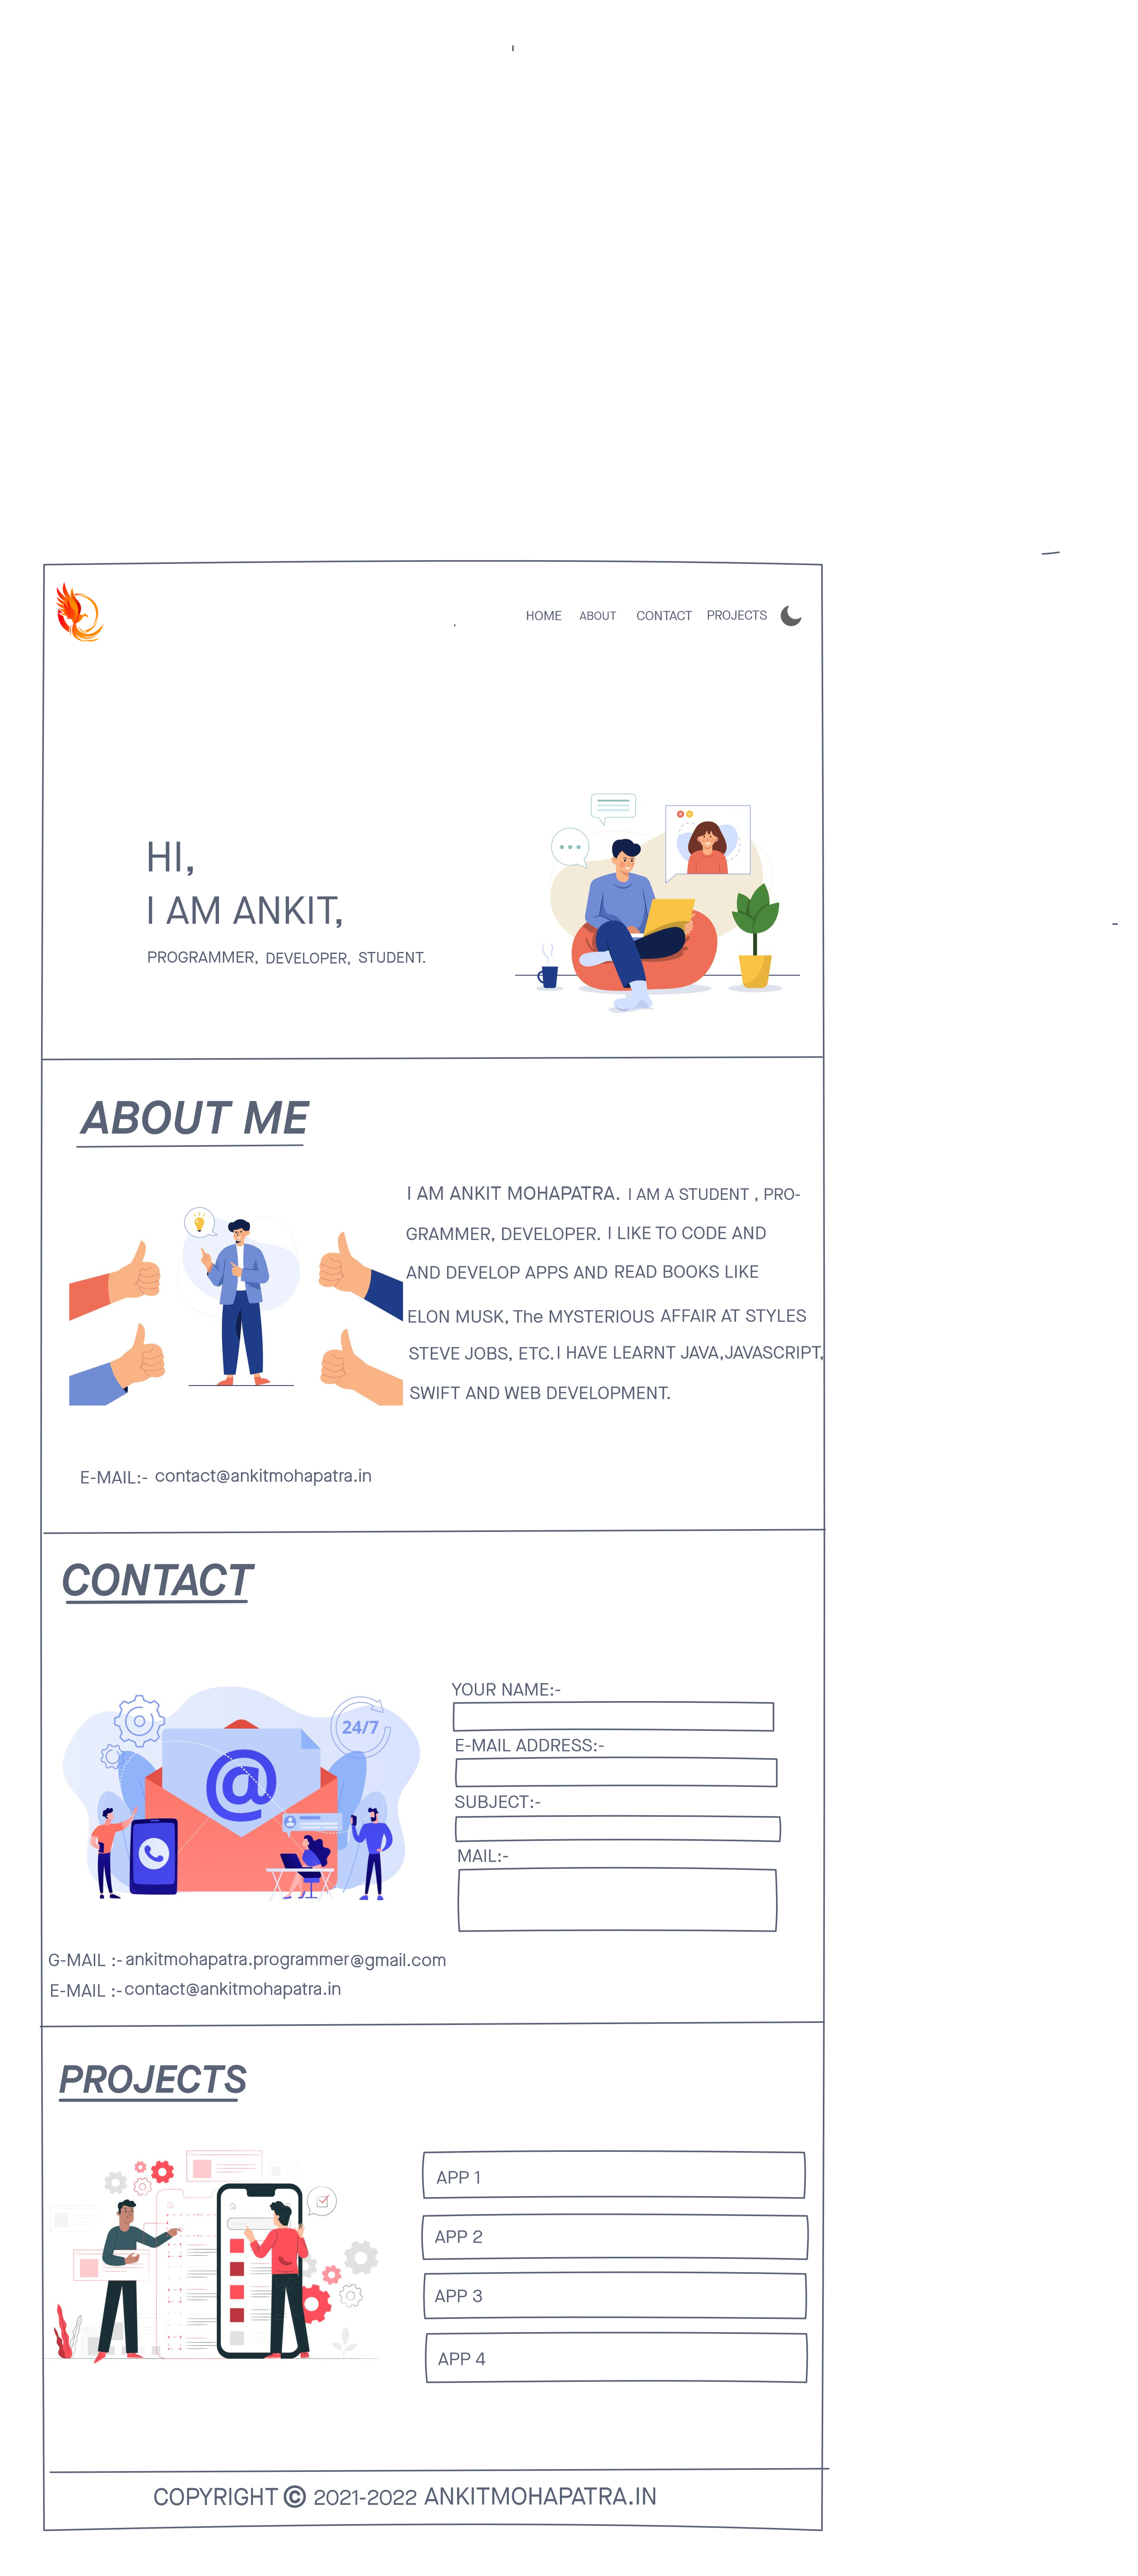 HOME ABOUT CONTACT PROJECTS
HI,
I AM ANKIT,
PROGRAMMER, DEVELOPER, STUDENT.
ABOUT ME
I AM ANKIT MOHAPATRA. I AM A STUDENT , PRO-
GRAMMER, DEVELOPER. I LIKE TO CODE AND
AND DEVELOP APPS AND READ BOOKS LIKE
ELON MUSK, The MYSTERIOUS AFFAIR AT STYLES
STEVE JOBS, ETC. I HAVE LEARNT JAVA,JAVASCRIPT,
SWIFT AND WEB DEVELOPMENT.
E-MAIL:- contact@ankitmohapatra.in
CONTACT
24/7
@
YOUR NAME:-
E-MAIL ADDRESS:-
SUBJECT:-
MAIL:-
G-MAIL :- ankitmohapatra.programmer@gmail.com
E-MAIL :- contact@ankitmohapatra.in
PROJECTS
APP 1
APP 2
APP 3
APP 4
COPYRIGHT © 2021-2022 ANKITMOHAPATRA.IN